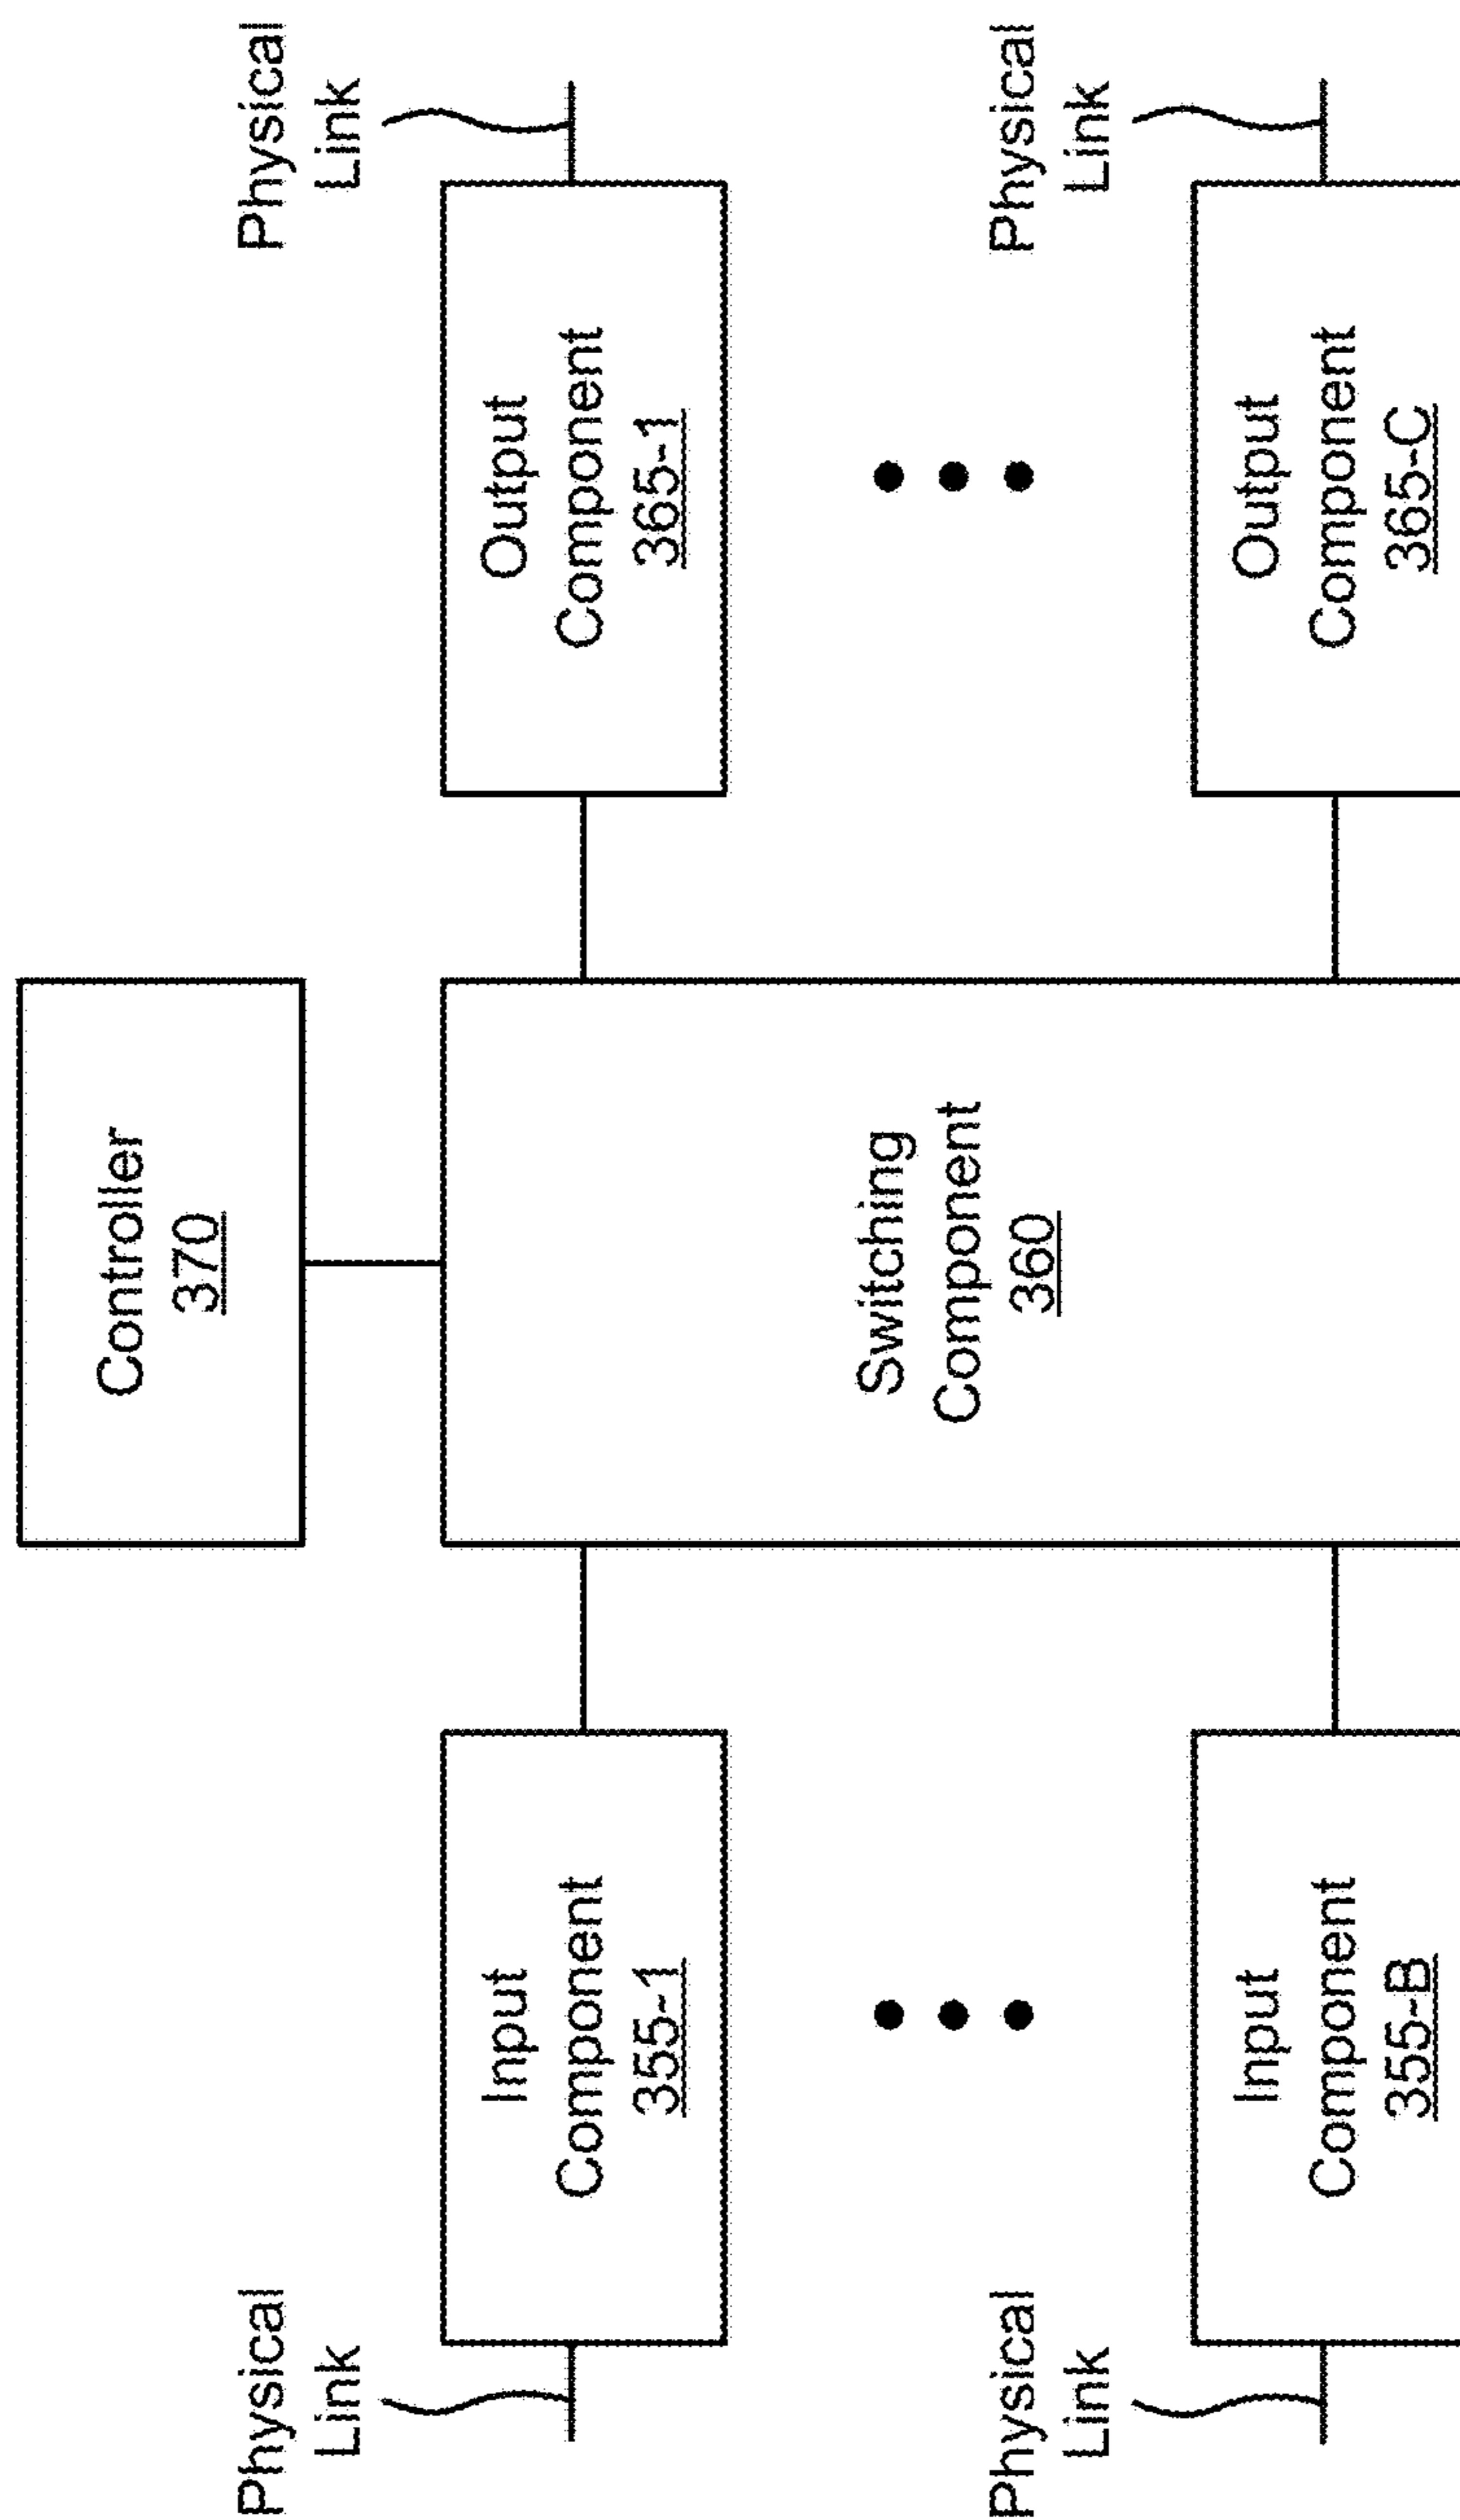 Controller
370
Physical
Link
Input
Component
355-1
Switching
Component
360
Output
Component
365-1
Physical
Link
Physical
Link
Input
Component
355-B
Output
Component
365-C
Physical
Link